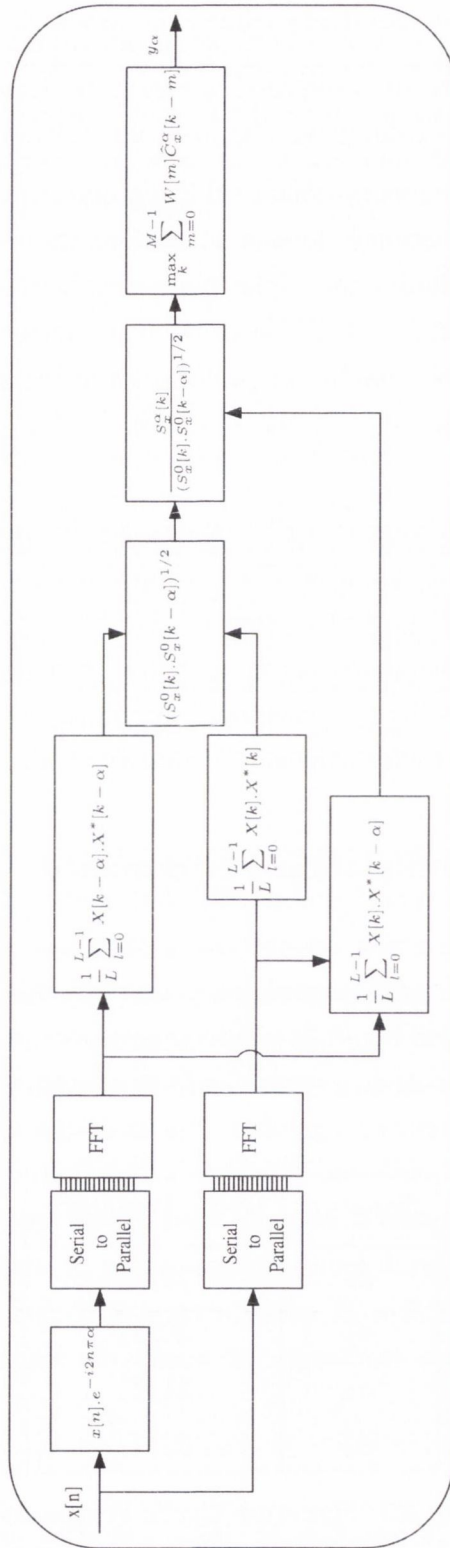 x[n]
x[n].e^{-i2nπα}
Serial
to
Parallel
FFT
\frac{1}{L} \sum_{l=0}^{L-1} X[k-α].X^*[k-α]
Serial
to
Parallel
FFT
\frac{1}{L} \sum_{l=0}^{L-1} X[k].X^*[k]
\frac{1}{L} \sum_{l=0}^{L-1} X[k].X^*[k-α]
(S_x^0[k].S_x^0[k-α])^{1/2}
\frac{S_x^α[k]}{(S_x^0[k].S_x^0[k-α])^{1/2}}
\max_k \sum_{m=0}^{M-1} W[m]\hat{C}_x^α[k-m]
y_α